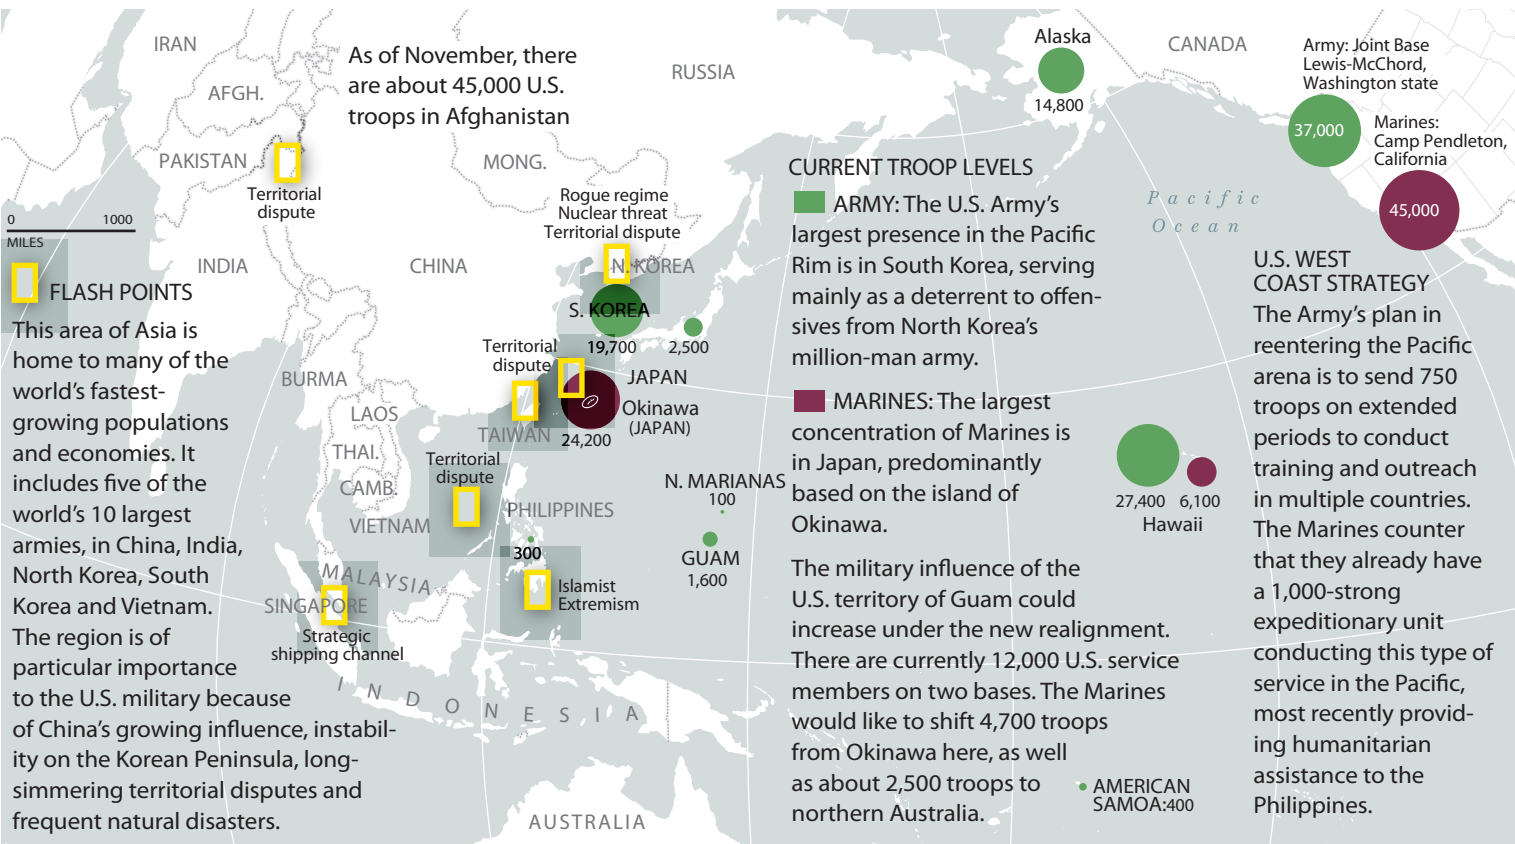 IRAN
AFGH.
PAKISTAN
As of November, there
are about 45,000 U.S.
troops in Afghanistan
RUSSIA
MONG.
CHINA
INDIA
Territorial
dispute
0 1000
MILES
FLASH POINTS
This area of Asia is
home to many of the
world's fastest-
growing populations
and economies. It
includes five of the
world's 10 largest
armies, in China, India,
North Korea, South
Korea and Vietnam.
The region is of
particular importance
to the U.S. military because
of China's growing influence, instabil-
ity on the Korean Peninsula, long-
simmering territorial disputes and
frequent natural disasters.
Rogue regime
Nuclear threat
Territorial dispute
N. KOREA
S. KOREA
19,700
2,500
Territorial
dispute
JAPAN
Okinawa
(JAPAN)
24,200
TAIWAN
BURMA
LAOS
THAI.
CAMB.
VIETNAM
Territorial
dispute
PHILIPPINES
300
Islamist
Extremism
MALAYSIA
SINGAPORE
Strategic
shipping channel
INDONESIA
AUSTRALIA
N. MARIANAS
100
GUAM
1,600
CURRENT TROOP LEVELS
ARMY: The U.S. Army's
largest presence in the Pacific
Rim is in South Korea, serving
mainly as a deterrent to offen-
sives from North Korea's
million-man army.
MARINES: The largest
concentration of Marines is
in Japan, predominantly
based on the island of
Okinawa.
The military influence of the
U.S. territory of Guam could
increase under the new realignment.
There are currently 12,000 U.S. service
members on two bases. The Marines
would like to shift 4,700 troops
from Okinawa here, as well
as about 2,500 troops to
northern Australia.
AMERICAN
SAMOA:400
Alaska
14,800
CANADA
Pacific
Ocean
27,400 6,100
Hawaii
Army: Joint Base
Lewis-McChord,
Washington state
37,000
Marines:
Camp Pendleton,
California
45,000
U.S. WEST
COAST STRATEGY
The Army's plan in
reentering the Pacific
arena is to send 750
troops on extended
periods to conduct
training and outreach
in multiple countries.
The Marines counter
that they already have
a 1,000-strong
expeditionary unit
conducting this type of
service in the Pacific,
most recently provid-
ing humanitarian
assistance to the
Philippines.